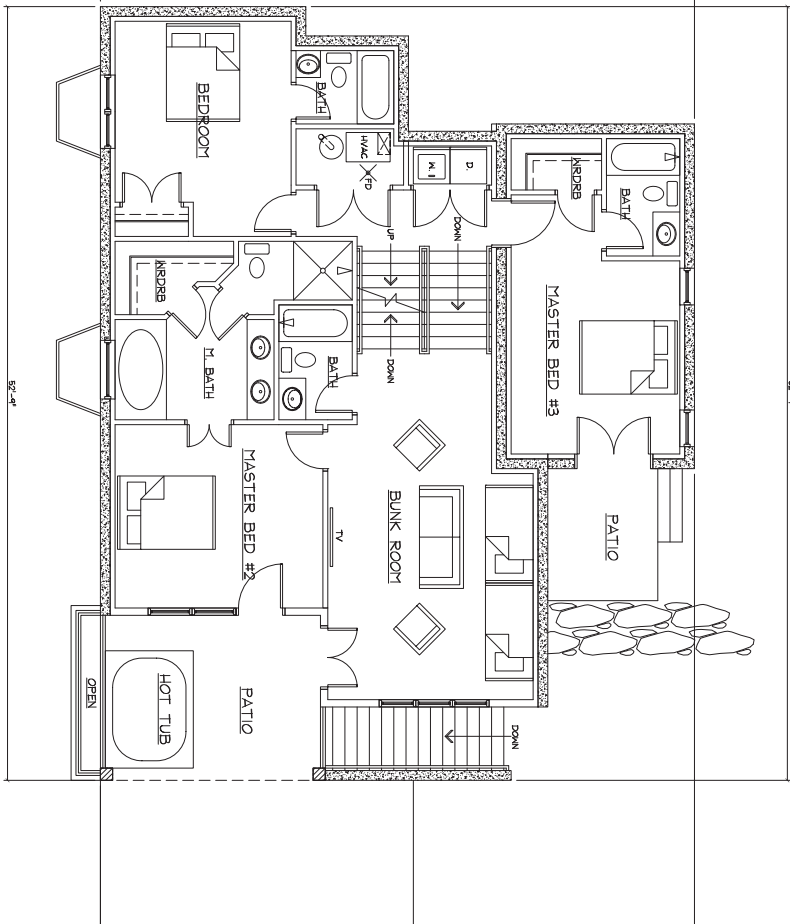 BEDROOM
BATH
HVAC
FD
W.
D.
WRDRB
BATH
UP
DOWN
DOWN
MASTER BED #3
WRDRB
M. BATH
BATH
52'-9"
MASTER BED #2
TV
BUNK ROOM
PATIO
OPEN
HOT TUB
PATIO
DOWN